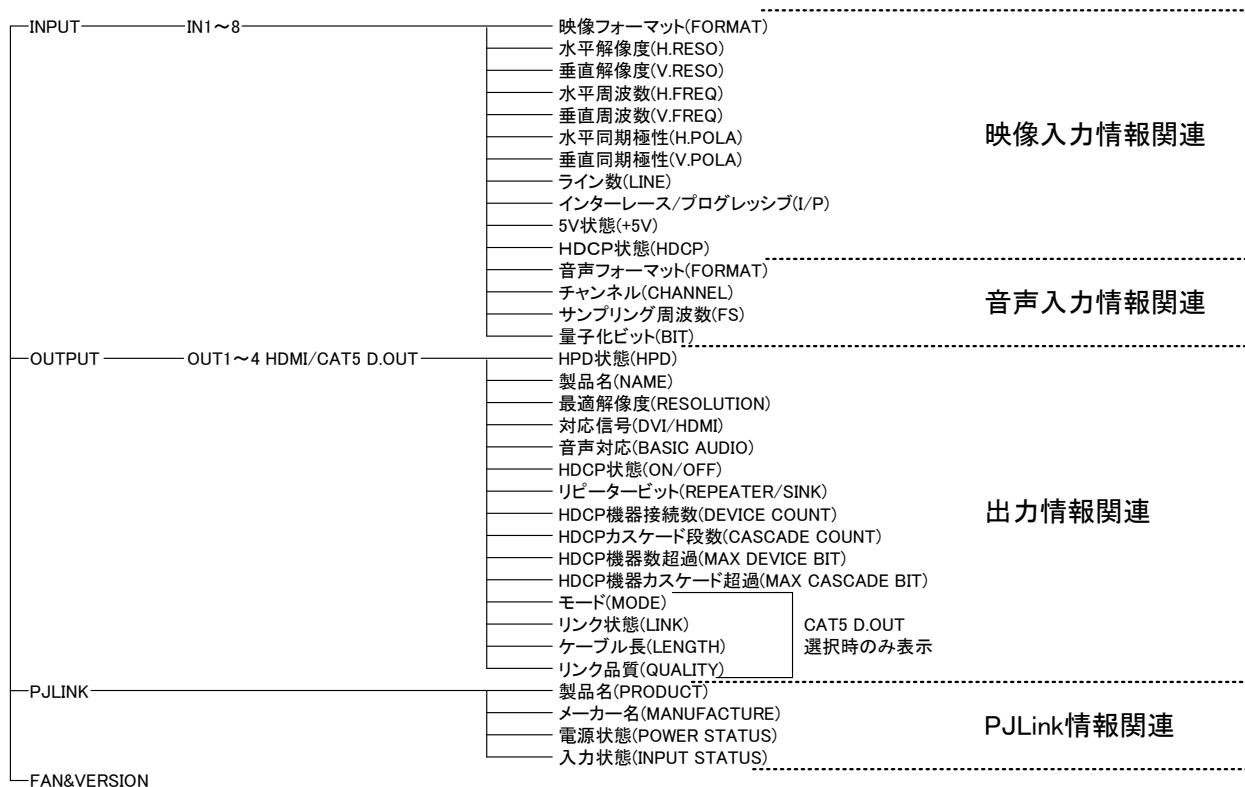 INPUT IN1～8 映像フォーマット(FORMAT)
水平解像度(H.RESO)
垂直解像度(V.RESO)
水平周波数(H.FREQ)
垂直周波数(V.FREQ)
水平同期極性(H.POLA)
垂直同期極性(V.POLA)
ライン数(LINE)
インターレース/プログレッシブ(I/P)
5V状態(+5V)
HDCP状態(HDCP)
映像入力情報関連
音声フォーマット(FORMAT)
チャンネル(CHANNEL)
サンプリング周波数(FS)
量子化ビット(BIT)
音声入力情報関連
OUTPUT OUT1～4 HDMI/CAT5 D.OUT HPD状態(HPD)
製品名(NAME)
最適解像度(RESOLUTION)
対応信号(DVI/HDMI)
音声対応(BASIC AUDIO)
HDCP状態(ON/OFF)
リピータービット(REPEATER/SINK)
HDCP機器接続数(DEVICE COUNT)
HDCPカスケード段数(CASCADE COUNT)
HDCP機器数超過(MAX DEVICE BIT)
HDCP機器カスケード超過(MAX CASCADE BIT)
モード(MODE)
リンク状態(LINK)
ケーブル長(LENGTH)
リンク品質(QUALITY)
CAT5 D.OUT
選択時のみ表示
出力情報関連
PJLINK 製品名(PRODUCT)
メーカー名(MANUFACTURE)
電源状態(POWER STATUS)
入力状態(INPUT STATUS)
PJLink情報関連
FAN&VERSION